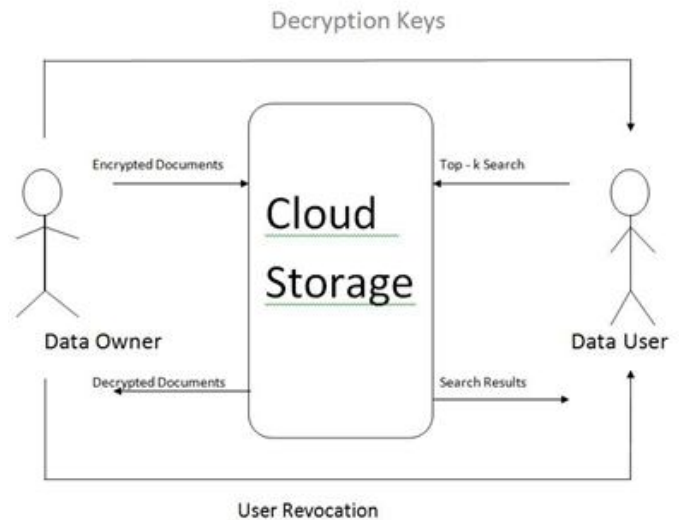 Decryption Keys
Encrypted Documents
Top - k Search
Cloud
Storage
Data Owner
Data User
Decrypted Documents
Search Results
User Revocation